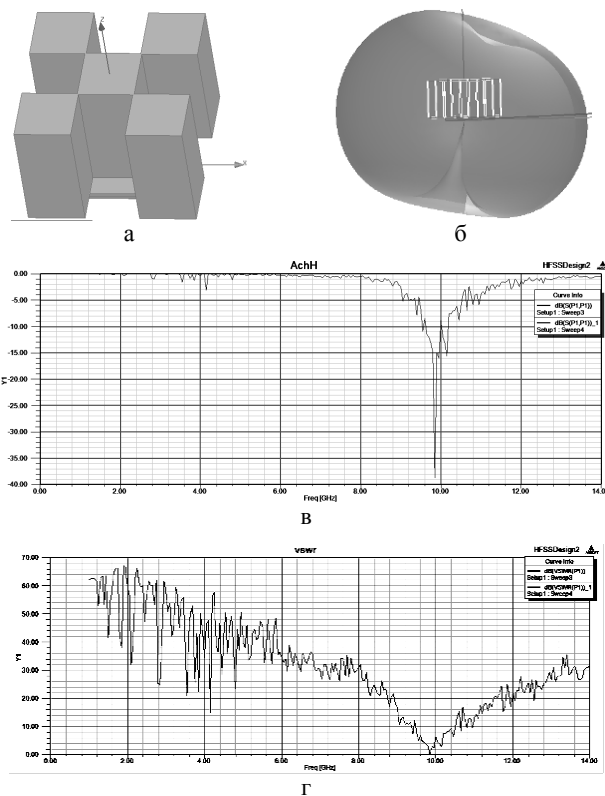 z
x
а
б
AchH
HFSSDesign2
0.00
-5.00
-10.00
-15.00
-20.00
-25.00
-30.00
-35.00
-40.00
Y1
Curve Info
dB(S(P1,P1))
Setup1 : Sweep3
dB(S(P1,P1))_1
Setup1 : Sweep4
0.00 2.00 4.00 6.00 8.00 10.00 12.00 14.00
Freq [GHz]
в
vswr
HFSSDesign2
70.00
60.00
50.00
40.00
30.00
20.00
10.00
0.00
Y1
Curve Info
dB(VSWR(P1))
Setup1 : Sweep3
dB(VSWR(P1))_1
Setup1 : Sweep4
0.00 2.00 4.00 6.00 8.00 10.00 12.00 14.00
Freq [GHz]
г